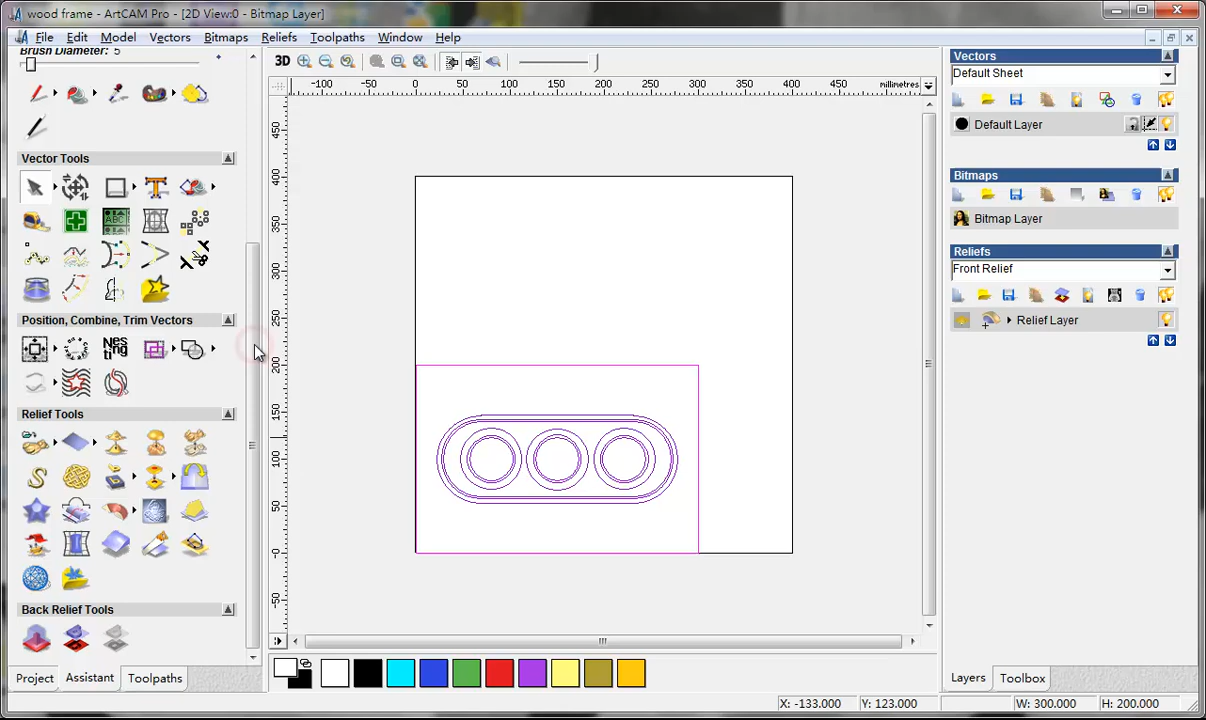 wood frame - ArtCAM Pro - [2D View:0 - Bitmap Layer]
File Edit Model Vectors Bitmaps Reliefs Toolpaths Window Help
Brush Diameter: 5
3D
-100 -50 0 50 100 150 200 250 300 350 400 450 millimetres
450
400
350
300
250
200
150
100
50
0
-50
Vector Tools
ABC
Position, Combine, Trim Vectors
Nes
ting
Relief Tools
Back Relief Tools
Project Assistant Toolpaths
Vectors
Default Sheet
Default Layer
Bitmaps
Bitmap Layer
Reliefs
Front Relief
Relief Layer
Layers Toolbox
X: -133.000 Y: 123.000 W: 300.000 H: 200.000